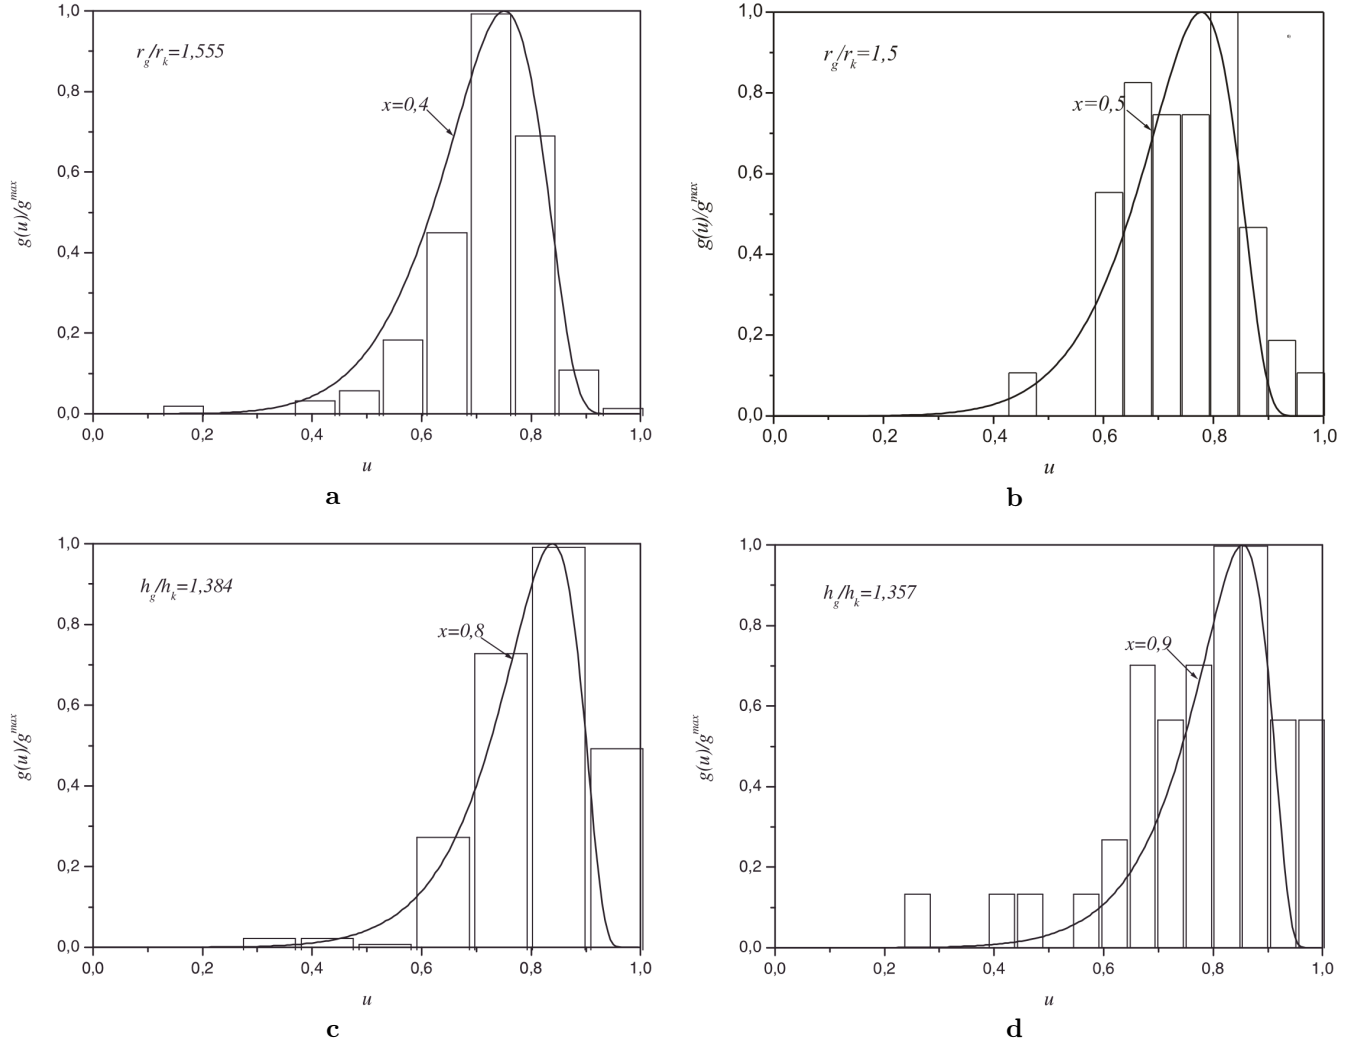 1,0
0,8
0,6
0,4
0,2
0,0
g(u)/g^max
r_g/r_k=1,555
x=0,4
0,0 0,2 0,4 0,6 0,8 1,0
u
a
1,0
0,8
0,6
0,4
0,2
0,0
g(u)/g^max
r_g/r_k=1,5
x=0,5
0,0 0,2 0,4 0,6 0,8 1,0
u
b
1,0
0,8
0,6
0,4
0,2
0,0
g(u)/g^max
h_g/h_k=1,384
x=0,8
0,0 0,2 0,4 0,6 0,8 1,0
u
c
1,0
0,8
0,6
0,4
0,2
0,0
g(u)/g^max
h_g/h_k=1,357
x=0,9
0,0 0,2 0,4 0,6 0,8 1,0
u
d